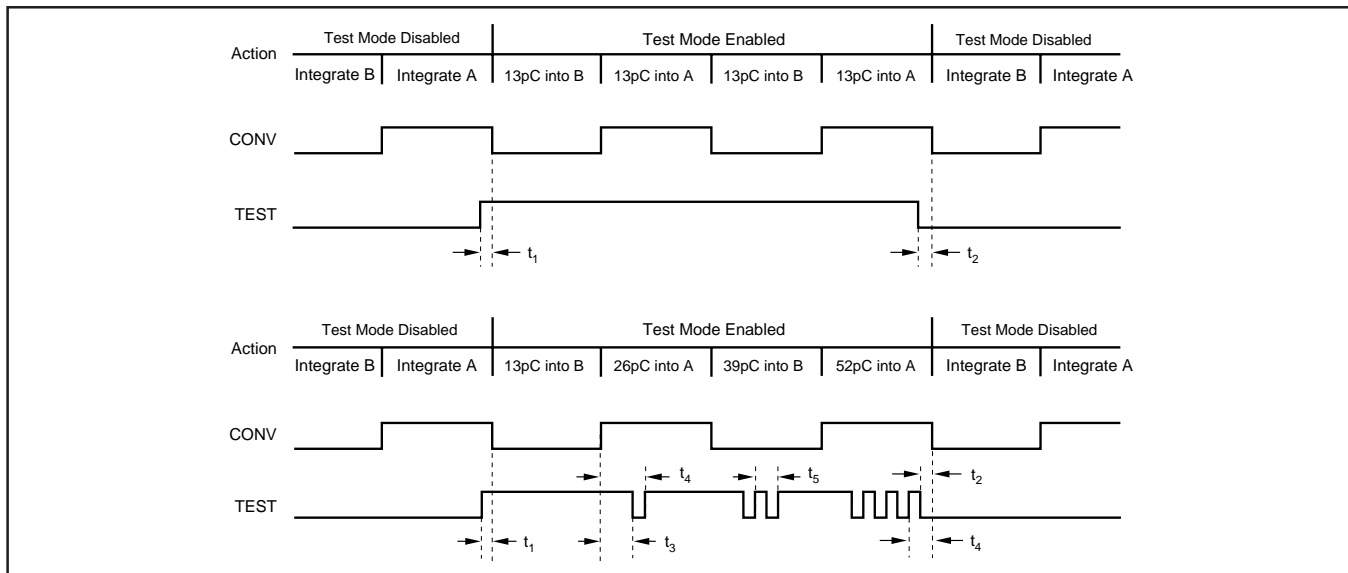 Test Mode Disabled Test Mode Enabled Test Mode Disabled
Action
Integrate B Integrate A 13pC into B 13pC into A 13pC into B 13pC into A Integrate B Integrate A
CONV
TEST
t1 t2
Test Mode Disabled Test Mode Enabled Test Mode Disabled
Action
Integrate B Integrate A 13pC into B 26pC into A 39pC into B 52pC into A Integrate B Integrate A
CONV
t4 t5 t2
TEST
t1 t3 t4